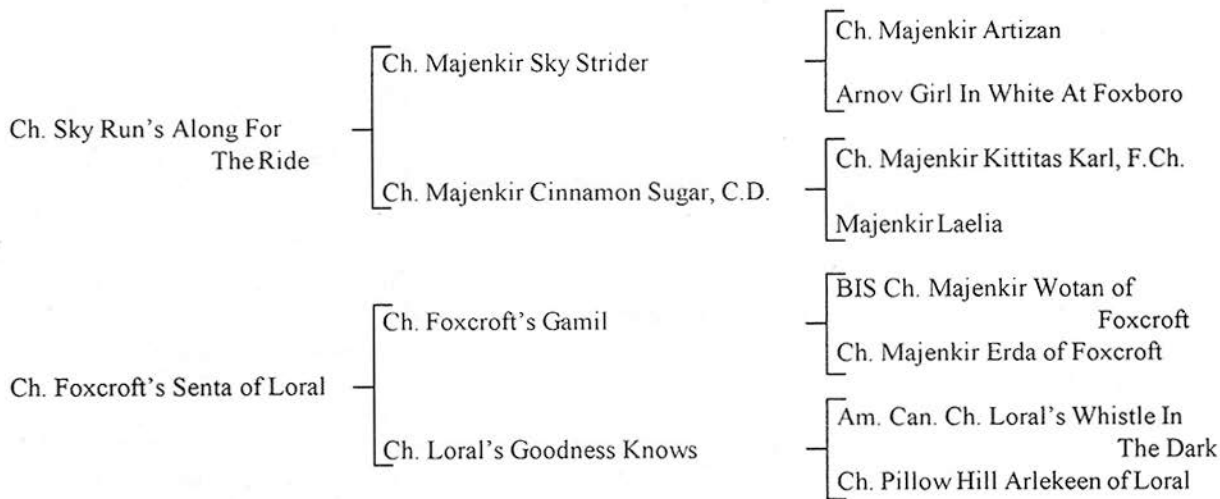 Ch. Majenkir Artizan
Ch. Majenkir Sky Strider
Arnov Girl In White At Foxboro
Ch. Sky Run's Along For
The Ride
Ch. Majenkir Kittitas Karl, F.Ch.
Ch. Majenkir Cinnamon Sugar, C.D.
Majenkir Laelia
BIS Ch. Majenkir Wotan of
Foxcroft
Ch. Foxcroft's Gamil
Ch. Majenkir Erda of Foxcroft
Ch. Foxcroft's Senta of Loral
Am. Can. Ch. Loral's Whistle In
The Dark
Ch. Loral's Goodness Knows
Ch. Pillow Hill Arlekeen of Loral